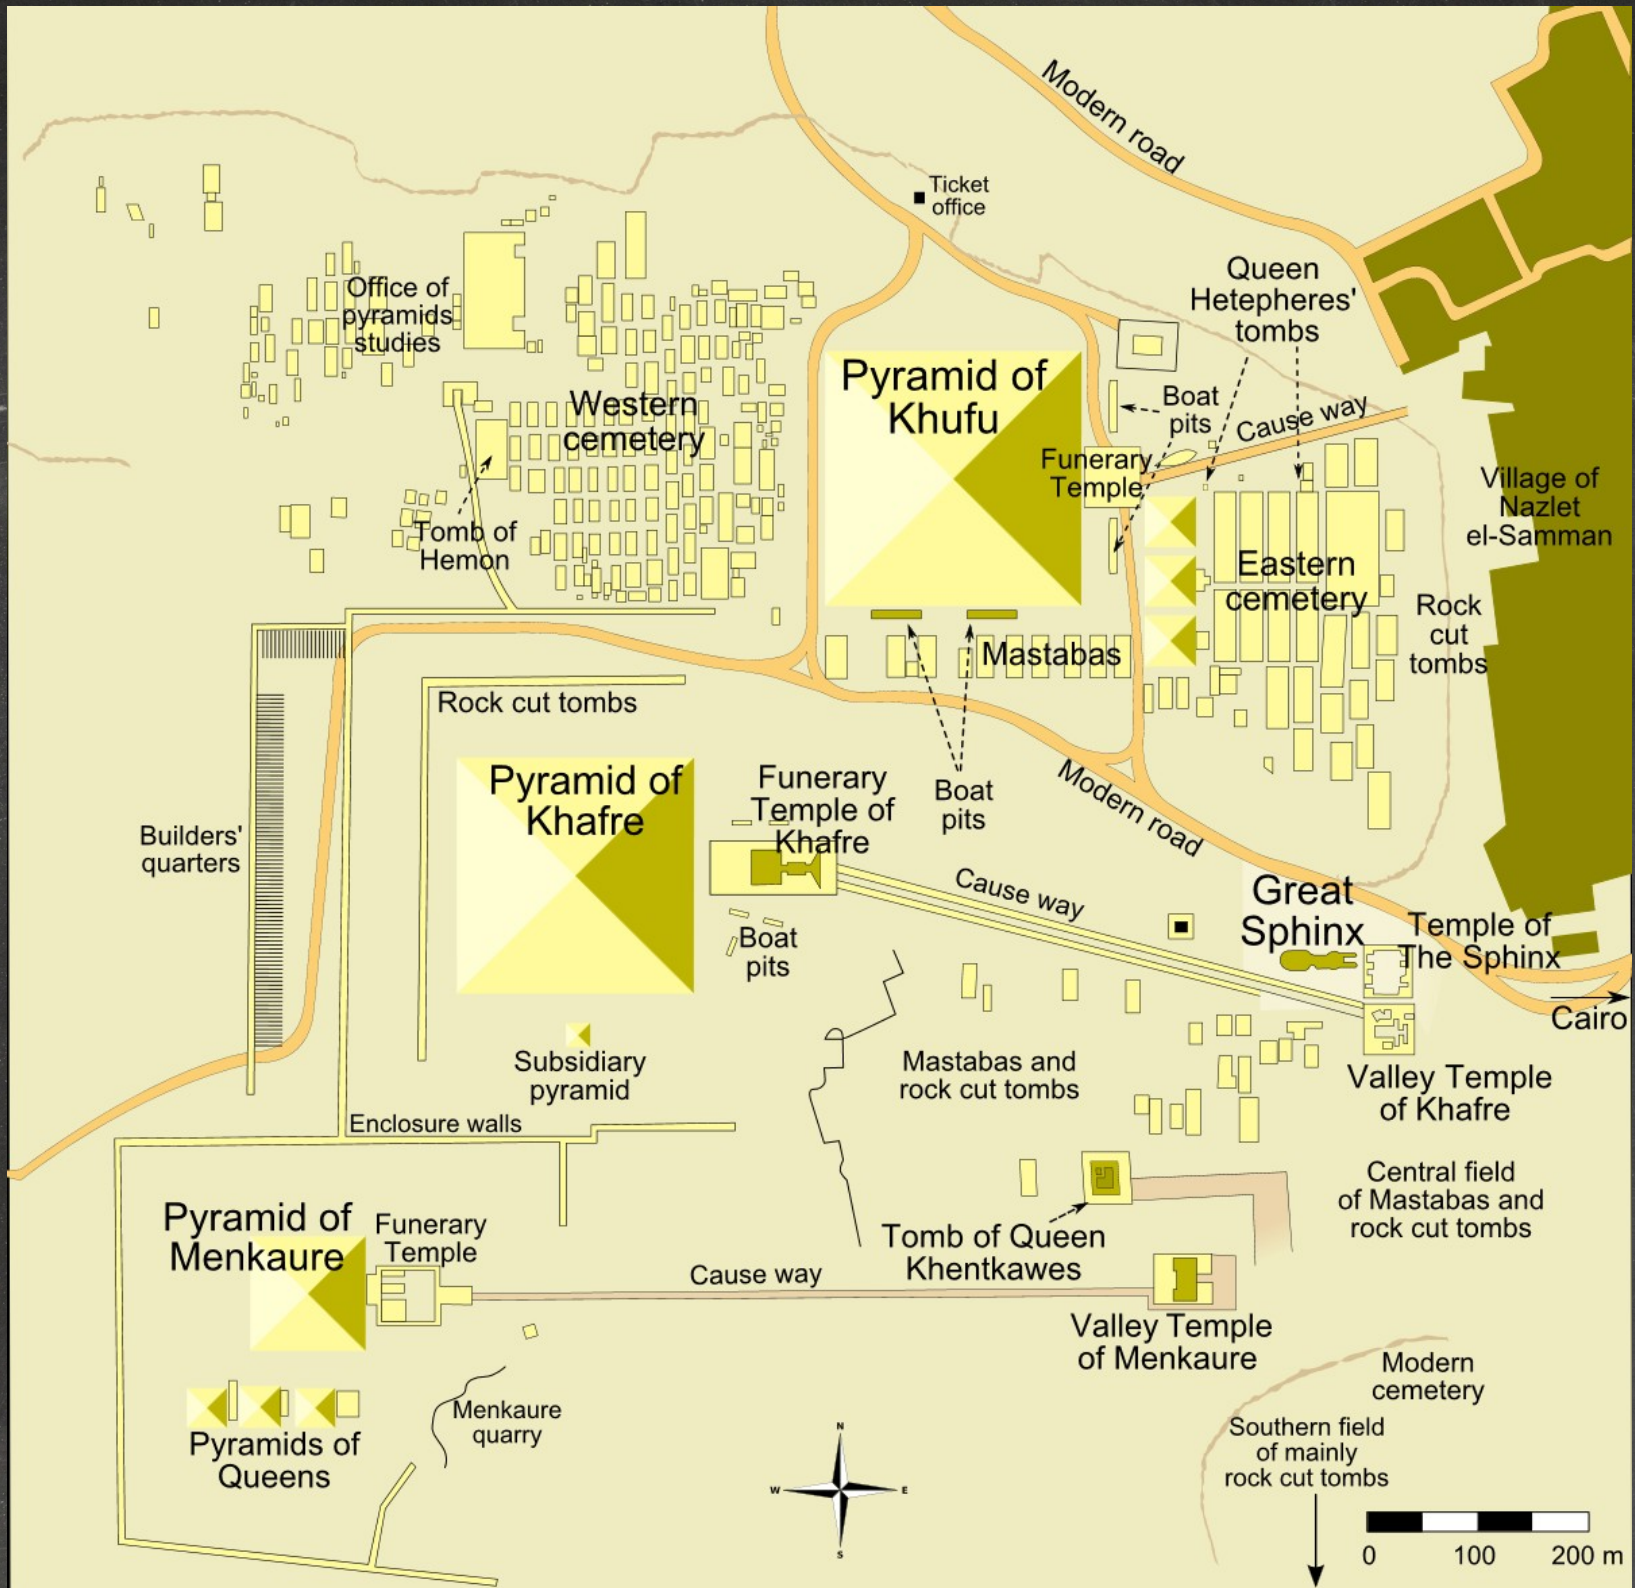 Modern road
Ticket
office
Queen
Hetepheres'
tombs
Office of
pyramids
studies
Pyramid of
Khufu
Boat
pits
Cause way
Western
cemetery
Funerary
Temple
Village of
Nazlet
el-Samman
Tomb of
Hemon
Eastern
cemetery
Rock
cut
tombs
Mastabas
Rock cut tombs
Pyramid of
Khafre
Funerary
Temple of
Khafre
Boat
pits
Modern road
Builders'
quarters
Cause way
Great
Sphinx
Temple of
The Sphinx
Boat
pits
Cairo
Subsidiary
pyramid
Mastabas and
rock cut tombs
Valley Temple
of Khafre
Enclosure walls
Central field
of Mastabas and
rock cut tombs
Pyramid of
Menkaure
Funerary
Temple
Tomb of Queen
Khentkawes
Cause way
Valley Temple
of Menkaure
Modern
cemetery
Menkaure
quarry
Pyramids of
Queens
Southern field
of mainly
rock cut tombs
N
W
E
S
0 100 200 m